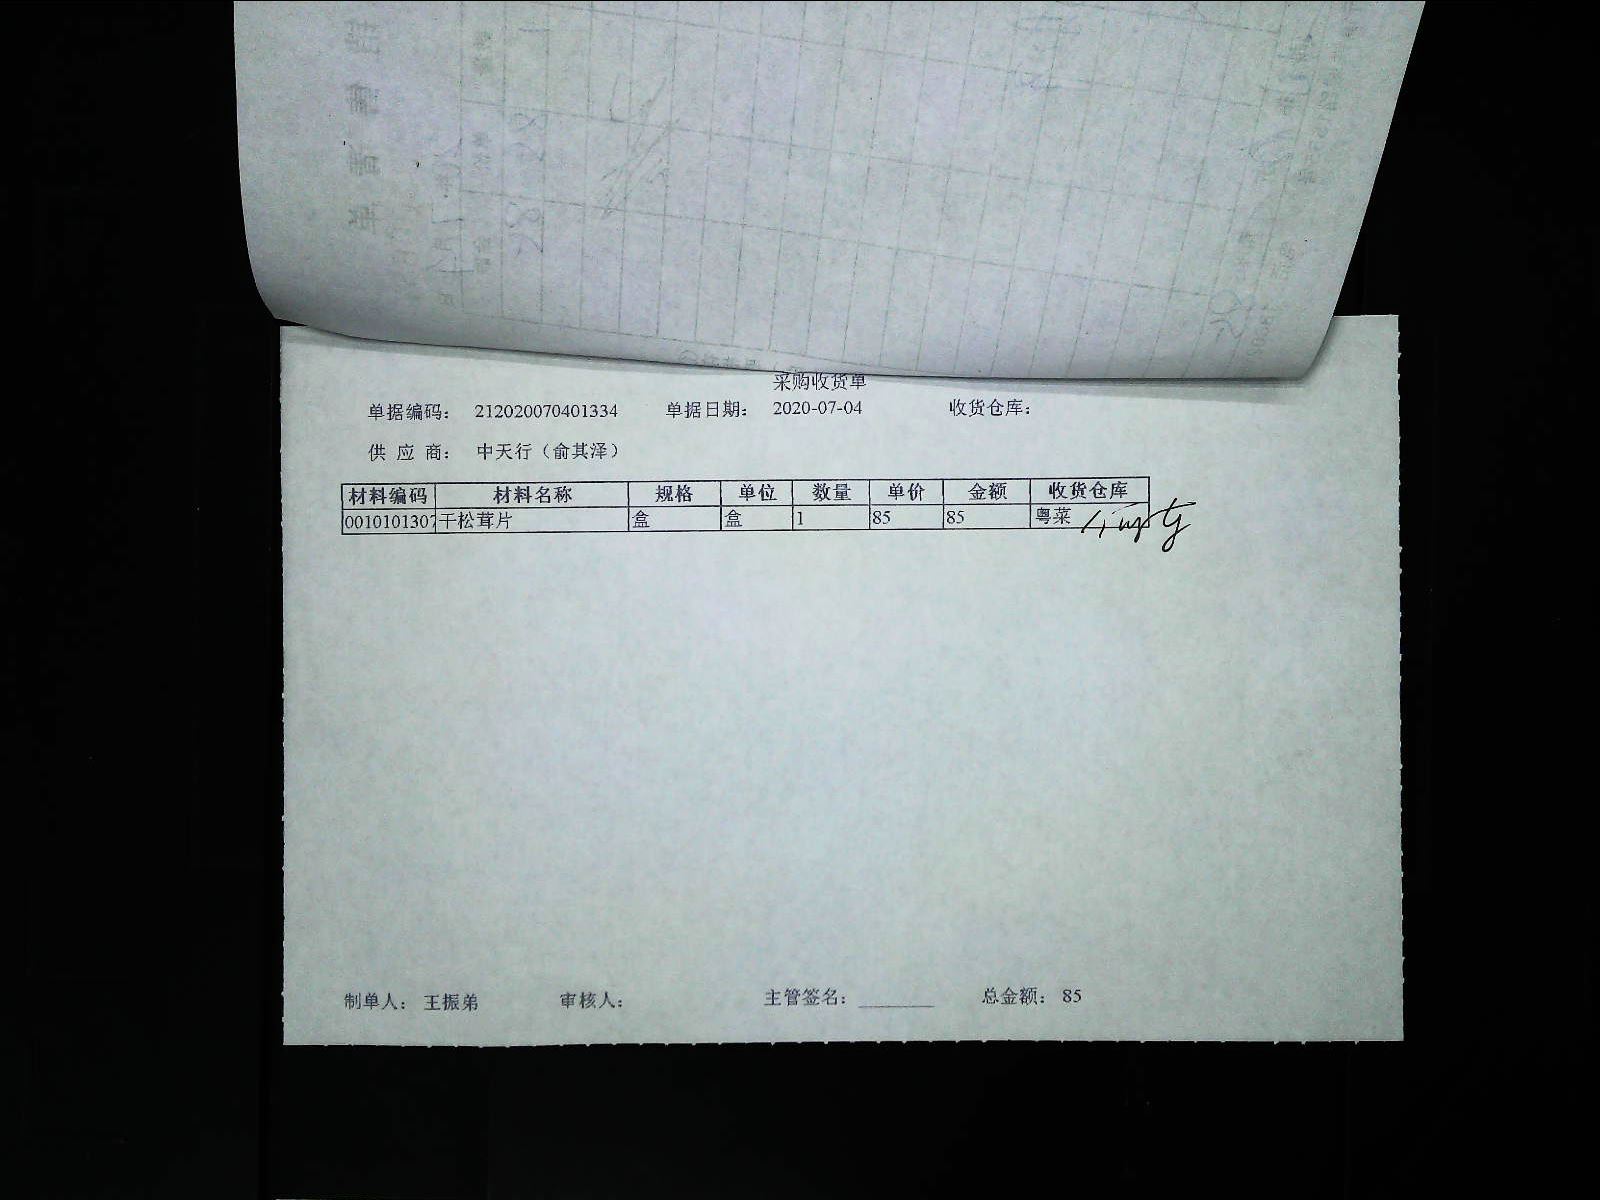 采购收货单
单据编码： 212020070401334 单据日期： 2020-07-04 收货仓库：
供 应 商： 中天行（俞其泽）
材料编码 材料名称 规格 单位 数量 单价 金额 收货仓库
0010101307 干松茸片 盒 盒 1 85 85 粤菜
制单人： 王振弟 审核人： 主管签名： ________ 总金额： 85